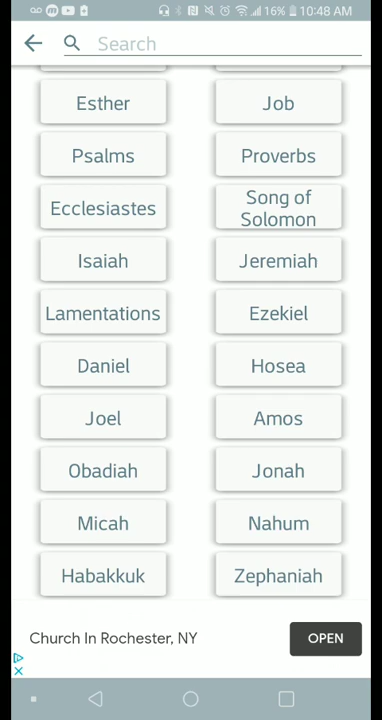 16% 10:48 AM
Search
Esther Job
Psalms Proverbs
Ecclesiastes Song of
Solomon
Isaiah Jeremiah
Lamentations Ezekiel
Daniel Hosea
Joel Amos
Obadiah Jonah
Micah Nahum
Habakkuk Zephaniah
Church In Rochester, NY OPEN